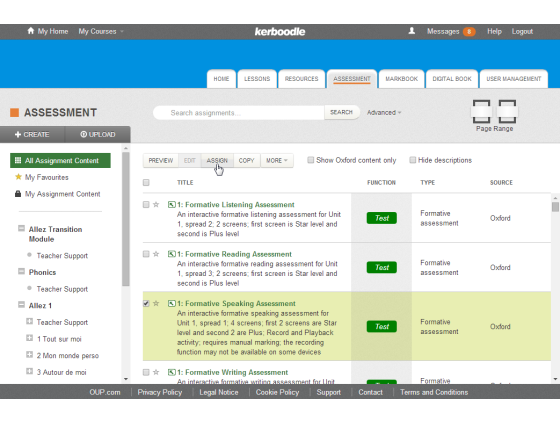 My Home My Courses kerboodle Messages 8 Help Logout
HOME LESSONS RESOURCES ASSESSMENT MARKBOOK DIGITAL BOOK USER MANAGEMENT
ASSESSMENT Search assignments... SEARCH Advanced
Page Range
CREATE UPLOAD
All Assignment Content
My Favourites
My Assignment Content
Allez Transition
Module
Teacher Support
Phonics
Teacher Support
Allez 1
Teacher Support
1 Tout sur moi
2 Mon monde perso
3 Autour de moi
PREVIEW EDIT ASSIGN COPY MORE Show Oxford content only Hide descriptions
TITLE FUNCTION TYPE SOURCE
1: Formative Listening Assessment
An interactive formative listening assessment for Unit
1, spread 2; 2 screens; first screen is Star level and
second is Plus level
Test
Formative
assessment
Oxford
1: Formative Reading Assessment
An interactive formative reading assessment for Unit
1, spread 3; 2 screens; first screen is Star level and
second is Plus level
Test
Formative
assessment
Oxford
1: Formative Speaking Assessment
An interactive formative speaking assessment for
Unit 1, spread 1; 4 screens; first 2 screens are Star
level and second 2 are Plus; Record and Playback
activity; requires manual marking; the recording
function may not be available on some devices
Test
Formative
assessment
Oxford
1: Formative Writing Assessment
An interactive formative writing assessment for Unit
Formative
OUP.com Privacy Policy Legal Notice Cookie Policy Support Contact Terms and Conditions